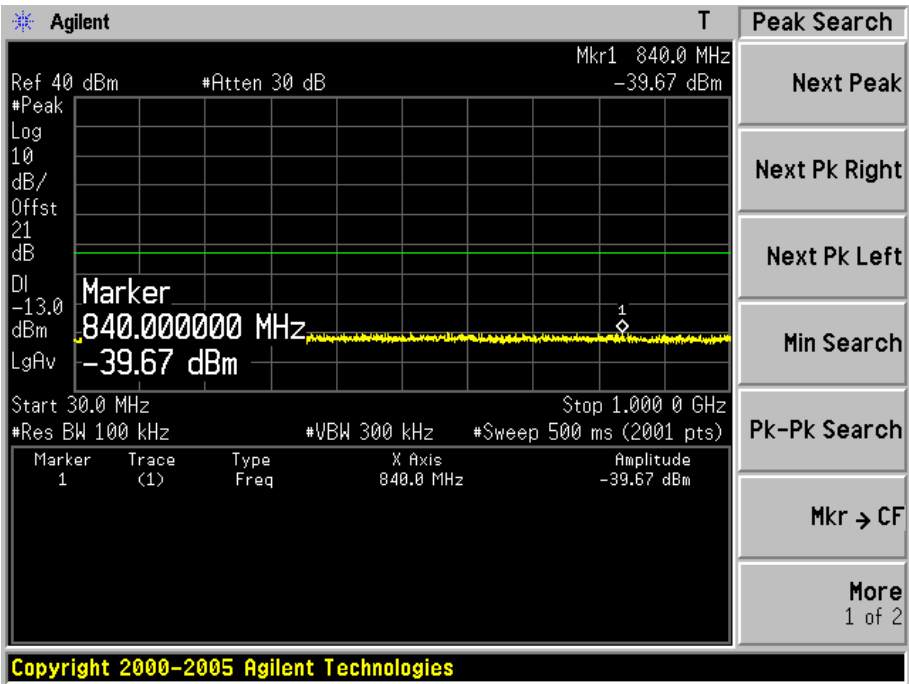 Agilent T Peak Search
Mkr1 840.0 MHz
Ref 40 dBm #Atten 30 dB -39.67 dBm
#Peak
Log
10
dB/
Offst
21
dB
DI
-13.0
dBm
LgAv
1
Marker
840.000000 MHz
-39.67 dBm
Start 30.0 MHz Stop 1.000 0 GHz
#Res BW 100 kHz #VBW 300 kHz #Sweep 500 ms (2001 pts)
Marker Trace Type X Axis Amplitude
1 (1) Freq 840.0 MHz -39.67 dBm
Next Peak
Next Pk Right
Next Pk Left
Min Search
Pk-Pk Search
Mkr → CF
More
1 of 2
Copyright 2000-2005 Agilent Technologies